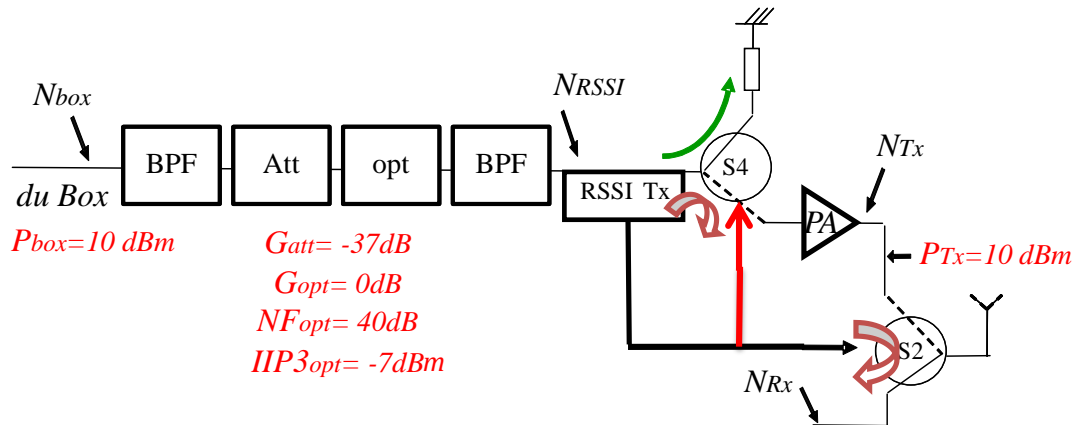 Nbox
NRSSI
BPF
Att
opt
BPF
S4
NTx
du Box
RSSI Tx
PA
Pbox=10 dBm
Gatt= -37dB
PTx=10 dBm
Gopt= 0dB
NFopt= 40dB
IIP3opt= -7dBm
S2
NRx